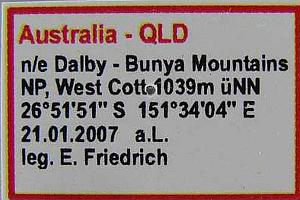 Australia - QLD
n/e Dalby - Bunya Mountains
NP, West Cott 1039m üNN
26°51'51" S  151°34'04" E
21.01.2007  a.L.
leg. E. Friedrich